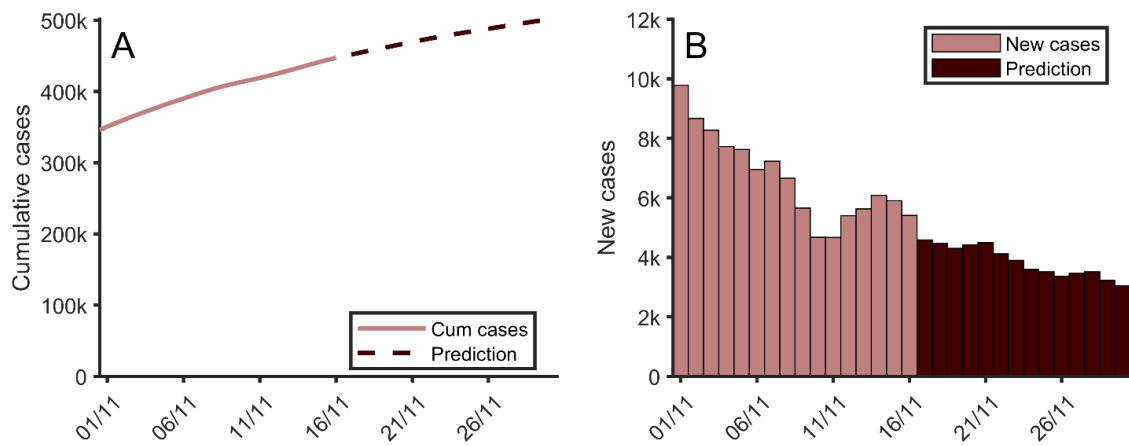 A
500k
400k
300k
200k
100k
0
Cumulative cases
01/11
06/11
11/11
16/11
21/11
26/11
Cum cases
Prediction
B
12k
10k
8k
6k
4k
2k
0
New cases
01/11
06/11
11/11
16/11
21/11
26/11
New cases
Prediction